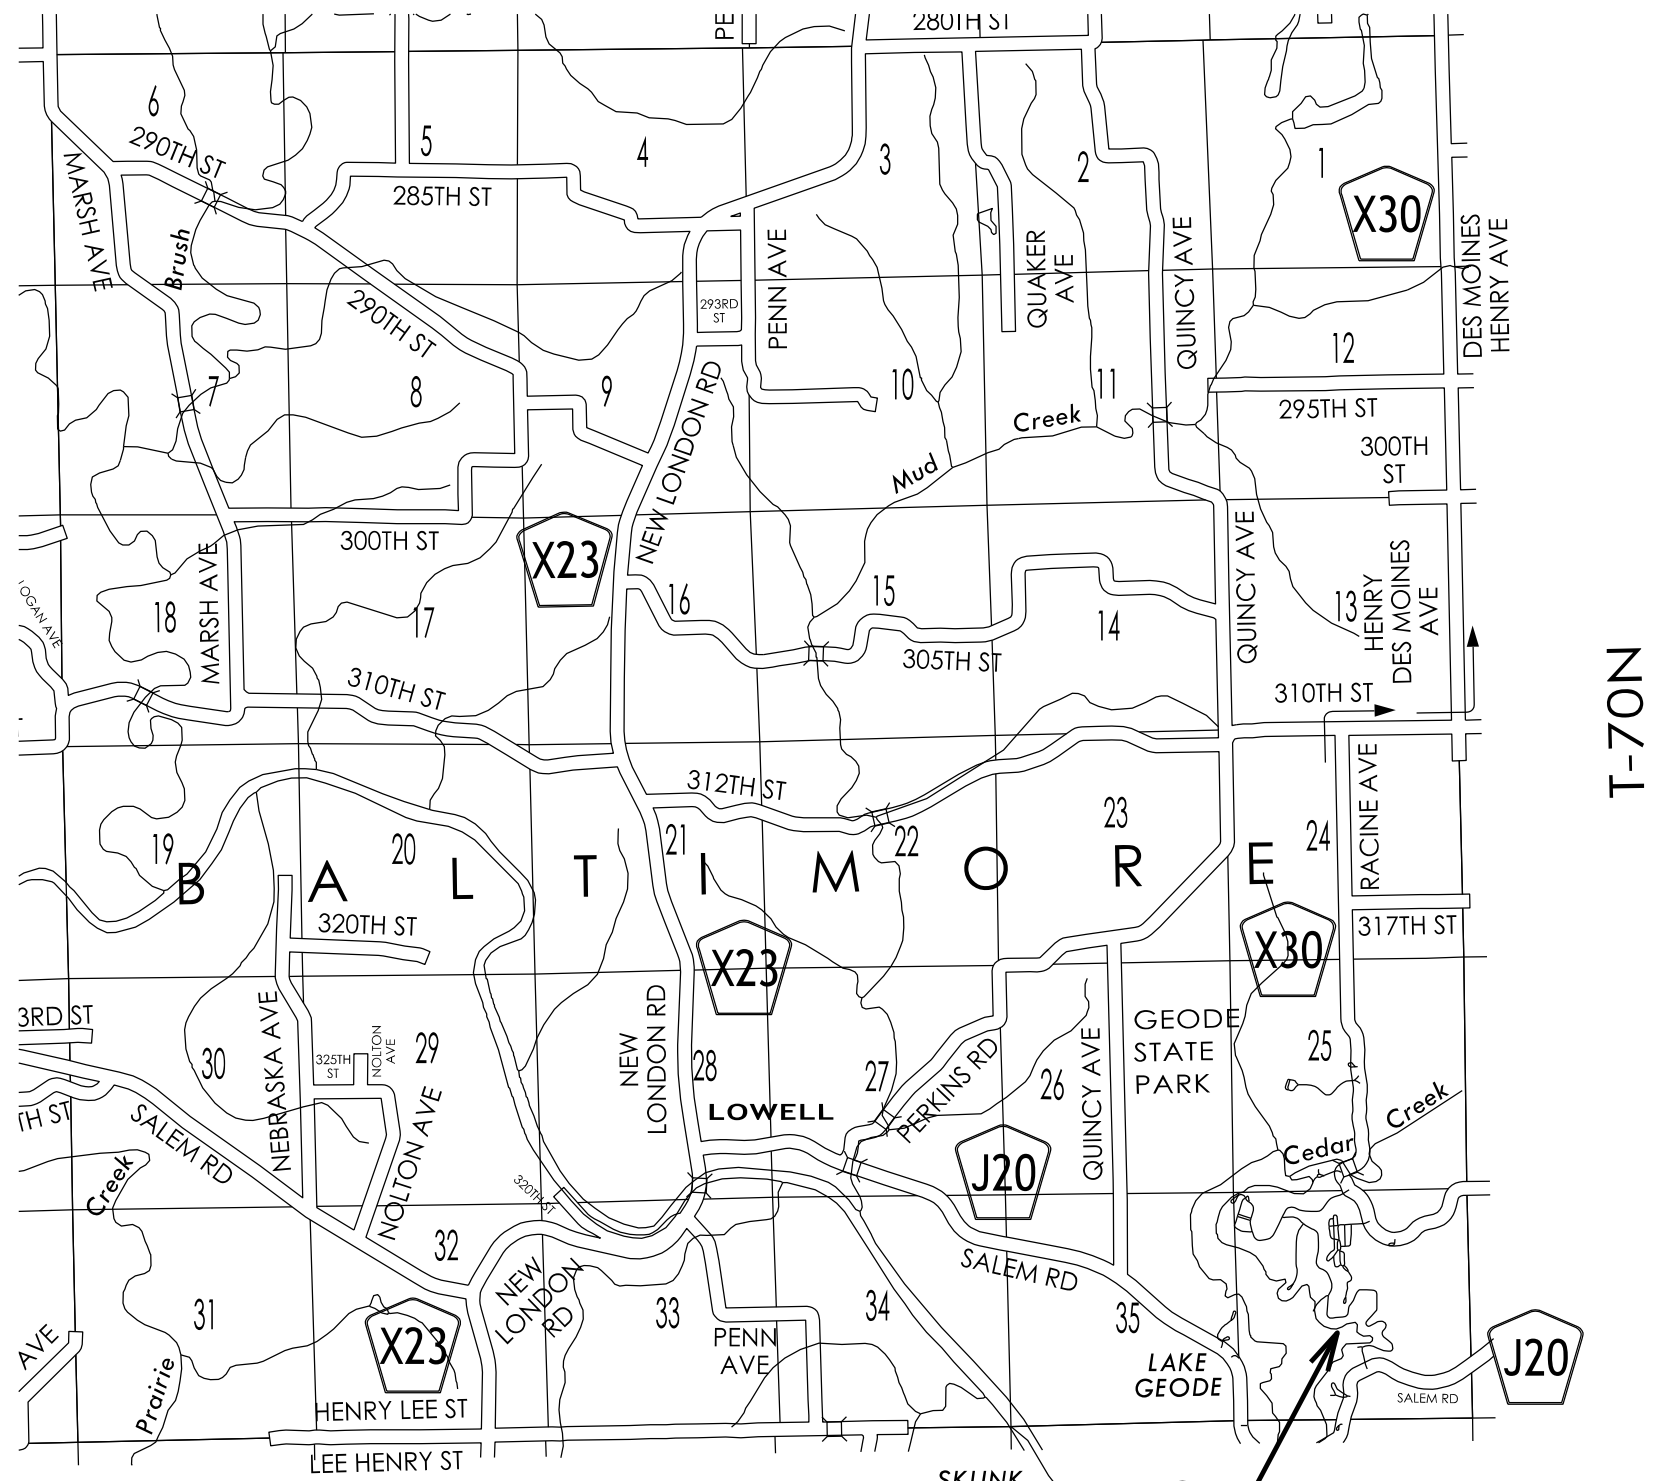 280TH ST
PE
6
5
4
3
2
1
290TH ST
285TH ST
MARSH AVE
Brush
X30
QUAKER
AVE
QUINCY AVE
DES MOINES
HENRY AVE
PENN AVE
293RD
ST
290TH ST
7
8
9
10
11
12
295TH ST
Creek
Mud
300TH
ST
NEW LONDON RD
300TH ST
X23
MARSH AVE
OGAN AVE
18
17
16
15
14
13
QUINCY AVE
HENRY
DES MOINES
AVE
305TH ST
310TH ST
310TH ST
T-70N
312TH ST
RACINE AVE
19
20
21
22
23
24
BALTIMORE
320TH ST
X23
X30
317TH ST
3RD ST
NEBRASKA AVE
325TH
ST
NOLTON
AVE
NEW
LONDON RD
GEODE
STATE
PARK
30
29
28
27
26
25
PERKINS RD
QUINCY AVE
LOWELL
TH ST
SALEM RD
NOLTON AVE
J20
Cedar
Creek
Creek
320TH ST
32
SALEM RD
NEW
LONDON
RD
31
33
34
35
X23
PENN
AVE
LAKE
GEODE
J20
SALEM RD
AVE
Prairie
HENRY LEE ST
LEE HENRY ST
SKUNK